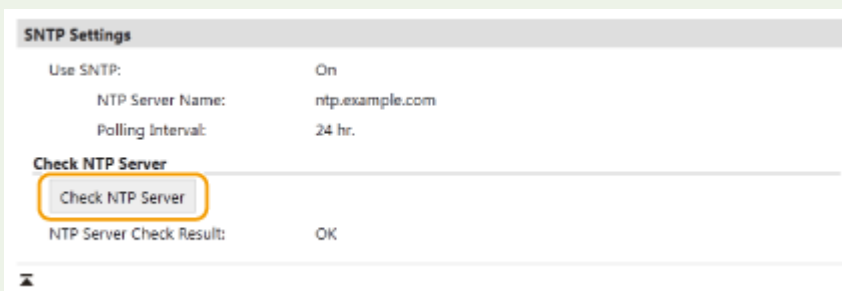 SNTP Settings
Use SNTP: On
NTP Server Name: ntp.example.com
Polling Interval: 24 hr.
Check NTP Server
Check NTP Server
NTP Server Check Result: OK